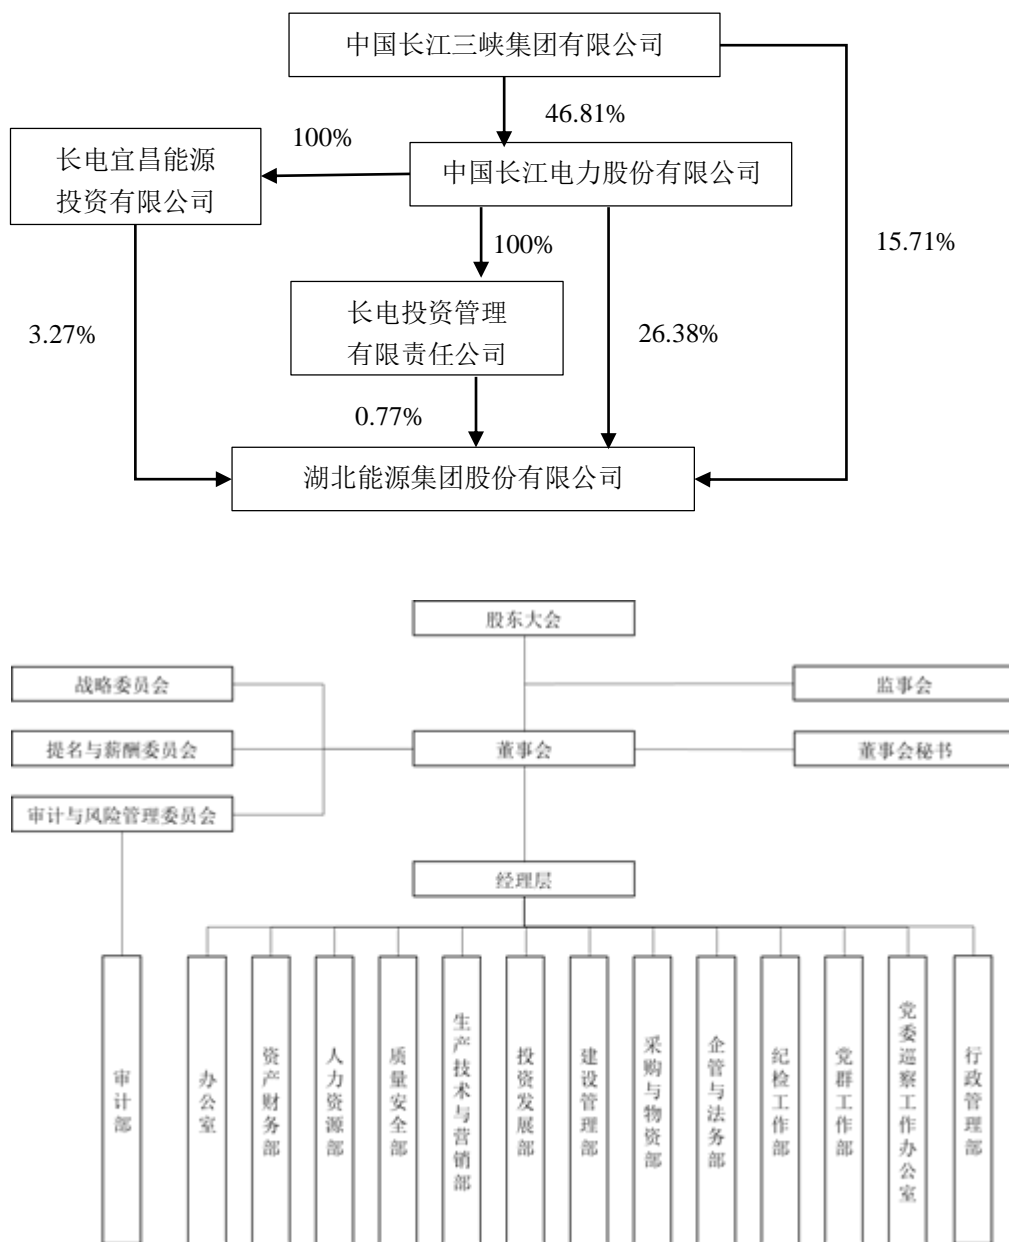 中国长江三峡集团有限公司
46.81%
100%
长电宜昌能源
投资有限公司
中国长江电力股份有限公司
100%
15.71%
长电投资管理
有限责任公司
3.27%
26.38%
0.77%
湖北能源集团股份有限公司
股东大会
战略委员会
监事会
提名与薪酬委员会
董事会
董事会秘书
审计与风险管理委员会
经理层
审计部
办公室
资产财务部
人力资源部
质量安全部
生产技术与营销部
投资发展部
建设管理部
采购与物资部
企管与法务部
纪检工作部
党群工作部
党委巡察工作办公室
行政管理部